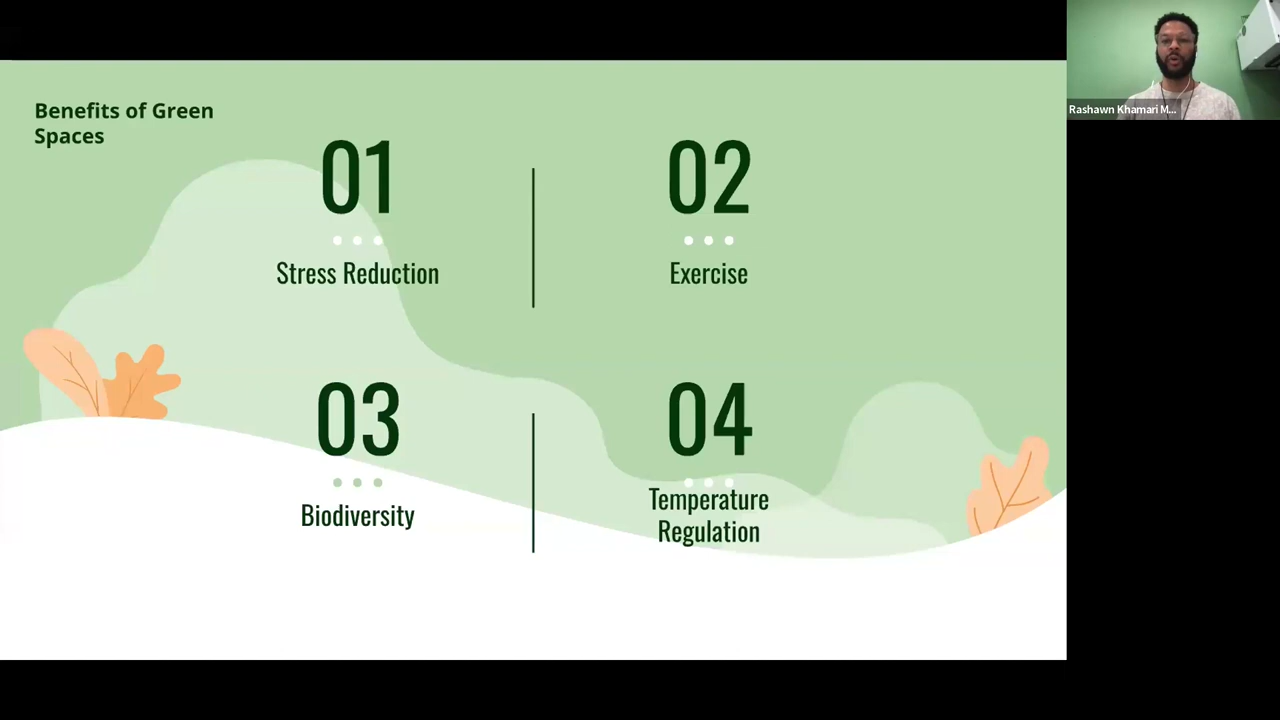 Benefits of Green
Spaces
01
Stress Reduction
02
Exercise
03
Biodiversity
04
Temperature
Regulation
Rashawn Khamari M...